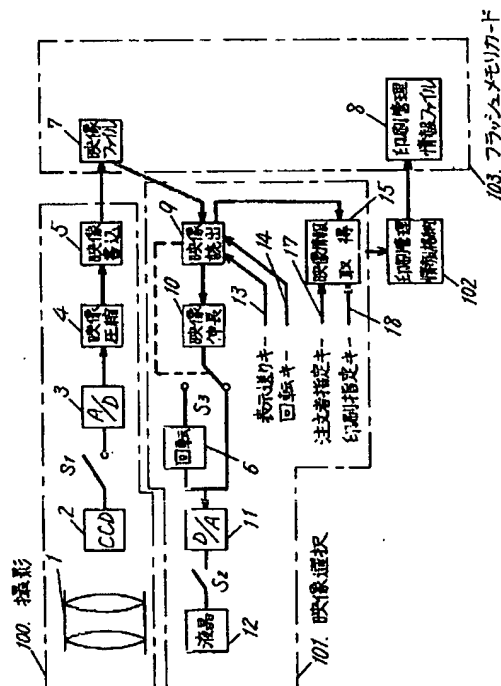 100. 撮影
1
2
CCD
S1
3
A/D
4
映像
圧縮
5
映像
書込
7
映像
ファイル
103. フラッシュメモリカード
8
印刷管理
情報ファイル
9
映像
読出
10
映像
伸長
S3
回転
6
D/A
11
S2
液晶
12
101. 映像選択
13
表示送りキー
14
回転キー
15
映像情報
取得
17
注文者指定キー
18
印刷指定キー
印刷管理
情報格納
102